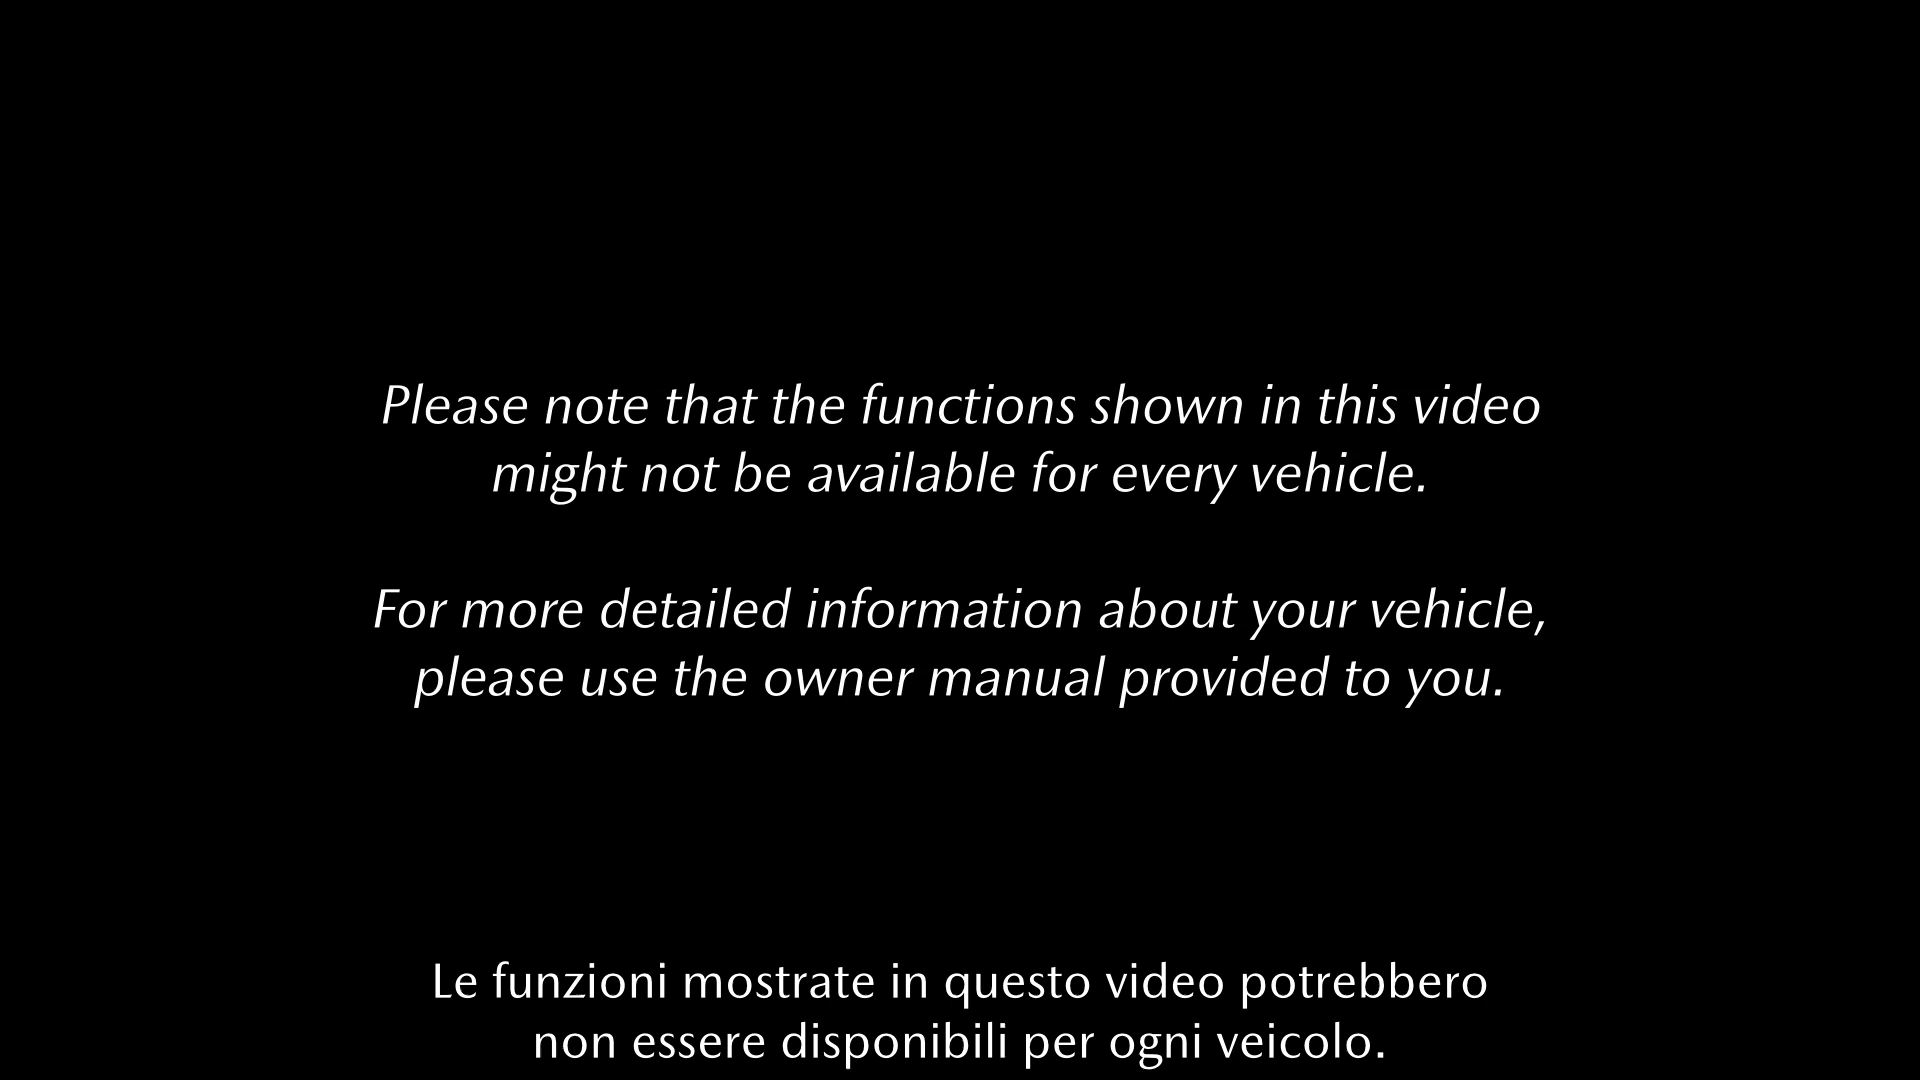 Please note that the functions shown in this video
might not be available for every vehicle.
For more detailed information about your vehicle,
please use the owner manual provided to you.
Le funzioni mostrate in questo video potrebbero
non essere disponibili per ogni veicolo.